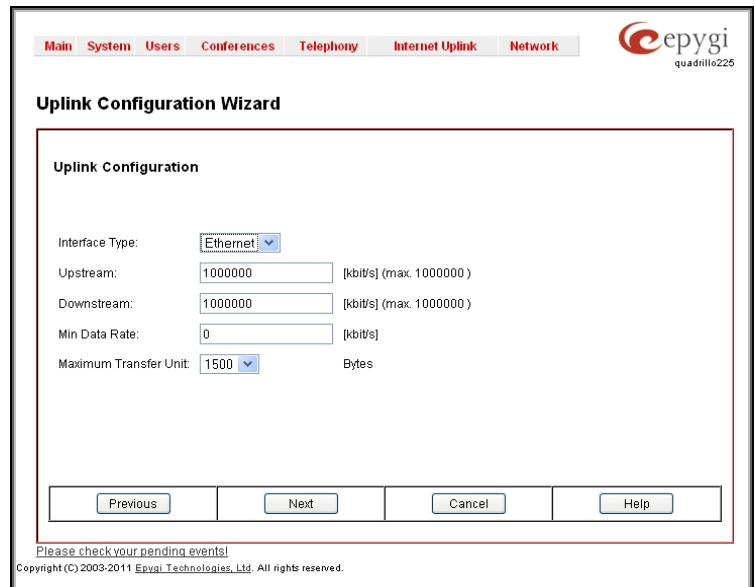 Main System Users Conferences Telephony Internet Uplink Network
epygi
quadrillo225
Uplink Configuration Wizard
Uplink Configuration
Interface Type: Ethernet
Upstream: 1000000 [kbit/s] (max. 1000000 )
Downstream: 1000000 [kbit/s] (max. 1000000 )
Min Data Rate: 0 [kbit/s]
Maximum Transfer Unit: 1500 Bytes
Previous Next Cancel Help
Please check your pending events!
Copyright (C) 2003-2011 Epygi Technologies, Ltd. All rights reserved.